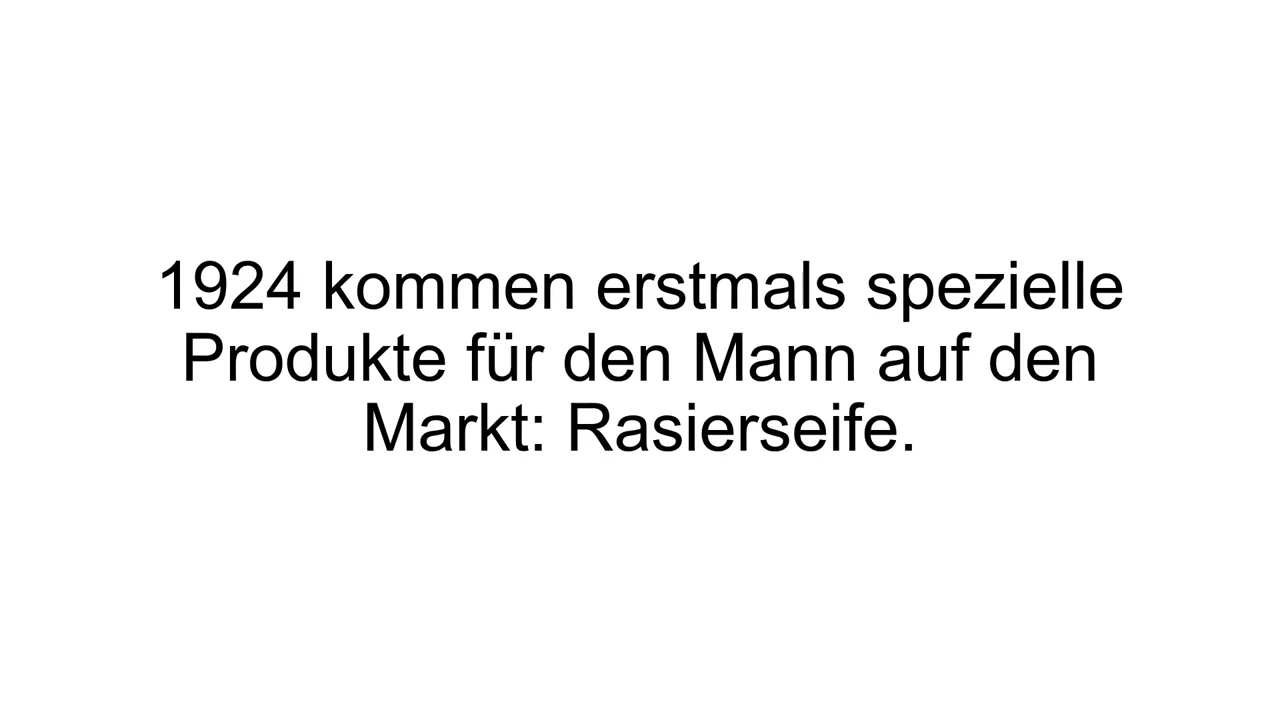 1924 kommen erstmals spezielle
Produkte für den Mann auf den
Markt: Rasierseife.